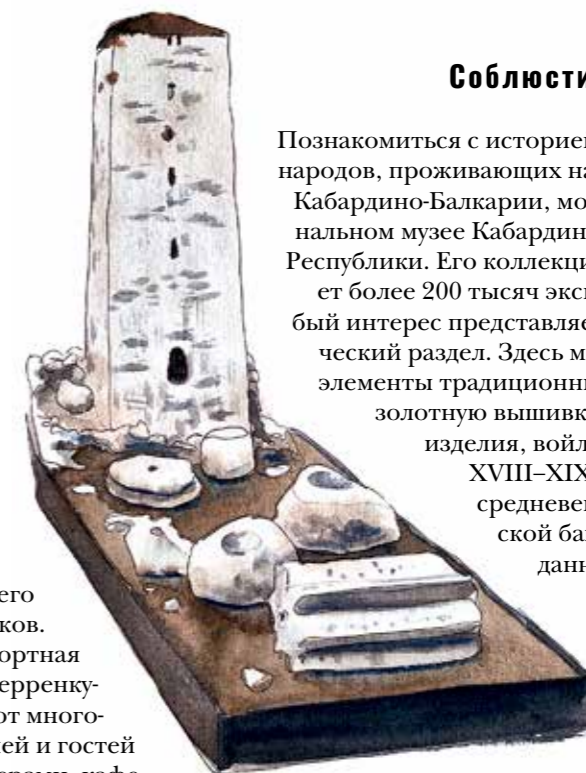 Соблюсти
Познакомиться с историе
народов, проживающих на
Кабардино-Балкарии, мо
нальном музее Кабардин
Республики. Его коллекци
ет более 200 тысяч экс
бый интерес представляе
ческий раздел. Здесь м
элементы традиционн
золотную вышивк
изделия, войл
XVIII–XIX
средневе
ской ба
данн
его
ков.
ортная
ерренку-
от много-
ей и гостей